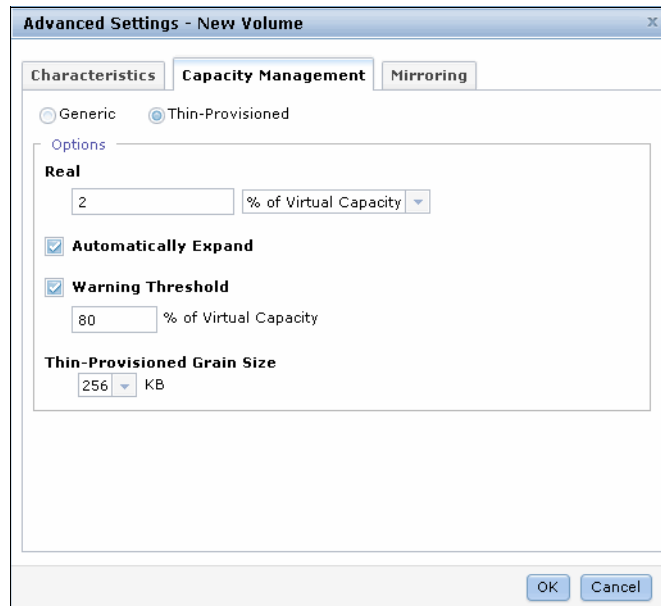 Advanced Settings - New Volume x
Characteristics Capacity Management Mirroring
Generic Thin-Provisioned
Options
Real
2 % of Virtual Capacity
Automatically Expand
Warning Threshold
80 % of Virtual Capacity
Thin-Provisioned Grain Size
256 KB
OK Cancel